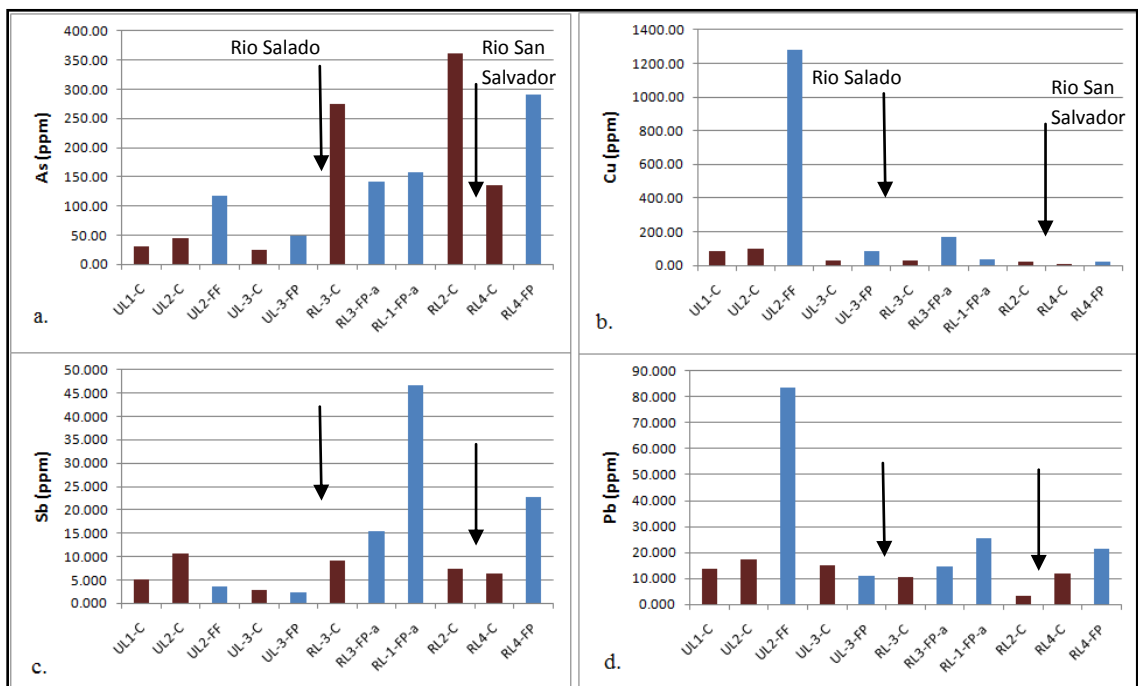 400.00
350.00
300.00
250.00
200.00
150.00
100.00
50.00
0.00
As (ppm)
Rio Salado
Rio San
Salvador
UL1-C
UL2-C
UL2-FF
UL-3-C
UL-3-FP
RL-3-C
RL3-FP-a
RL-1-FP-a
RL2-C
RL4-C
RL4-FP
a.
1400.00
1200.00
1000.00
800.00
600.00
400.00
200.00
0.00
Cu (ppm)
Rio Salado
Rio San
Salvador
UL1-C
UL2-C
UL2-FF
UL-3-C
UL-3-FP
RL-3-C
RL3-FP-a
RL-1-FP-a
RL2-C
RL4-C
RL4-FP
b.
50.000
45.000
40.000
35.000
30.000
25.000
20.000
15.000
10.000
5.000
0.000
Sb (ppm)
UL1-C
UL2-C
UL2-FF
UL-3-C
UL-3-FP
RL-3-C
RL3-FP-a
RL-1-FP-a
RL2-C
RL4-C
RL4-FP
c.
90.000
80.000
70.000
60.000
50.000
40.000
30.000
20.000
10.000
0.000
Pb (ppm)
UL1-C
UL2-C
UL2-FF
UL-3-C
UL-3-FP
RL-3-C
RL3-FP-a
RL-1-FP-a
RL2-C
RL4-C
RL4-FP
d.